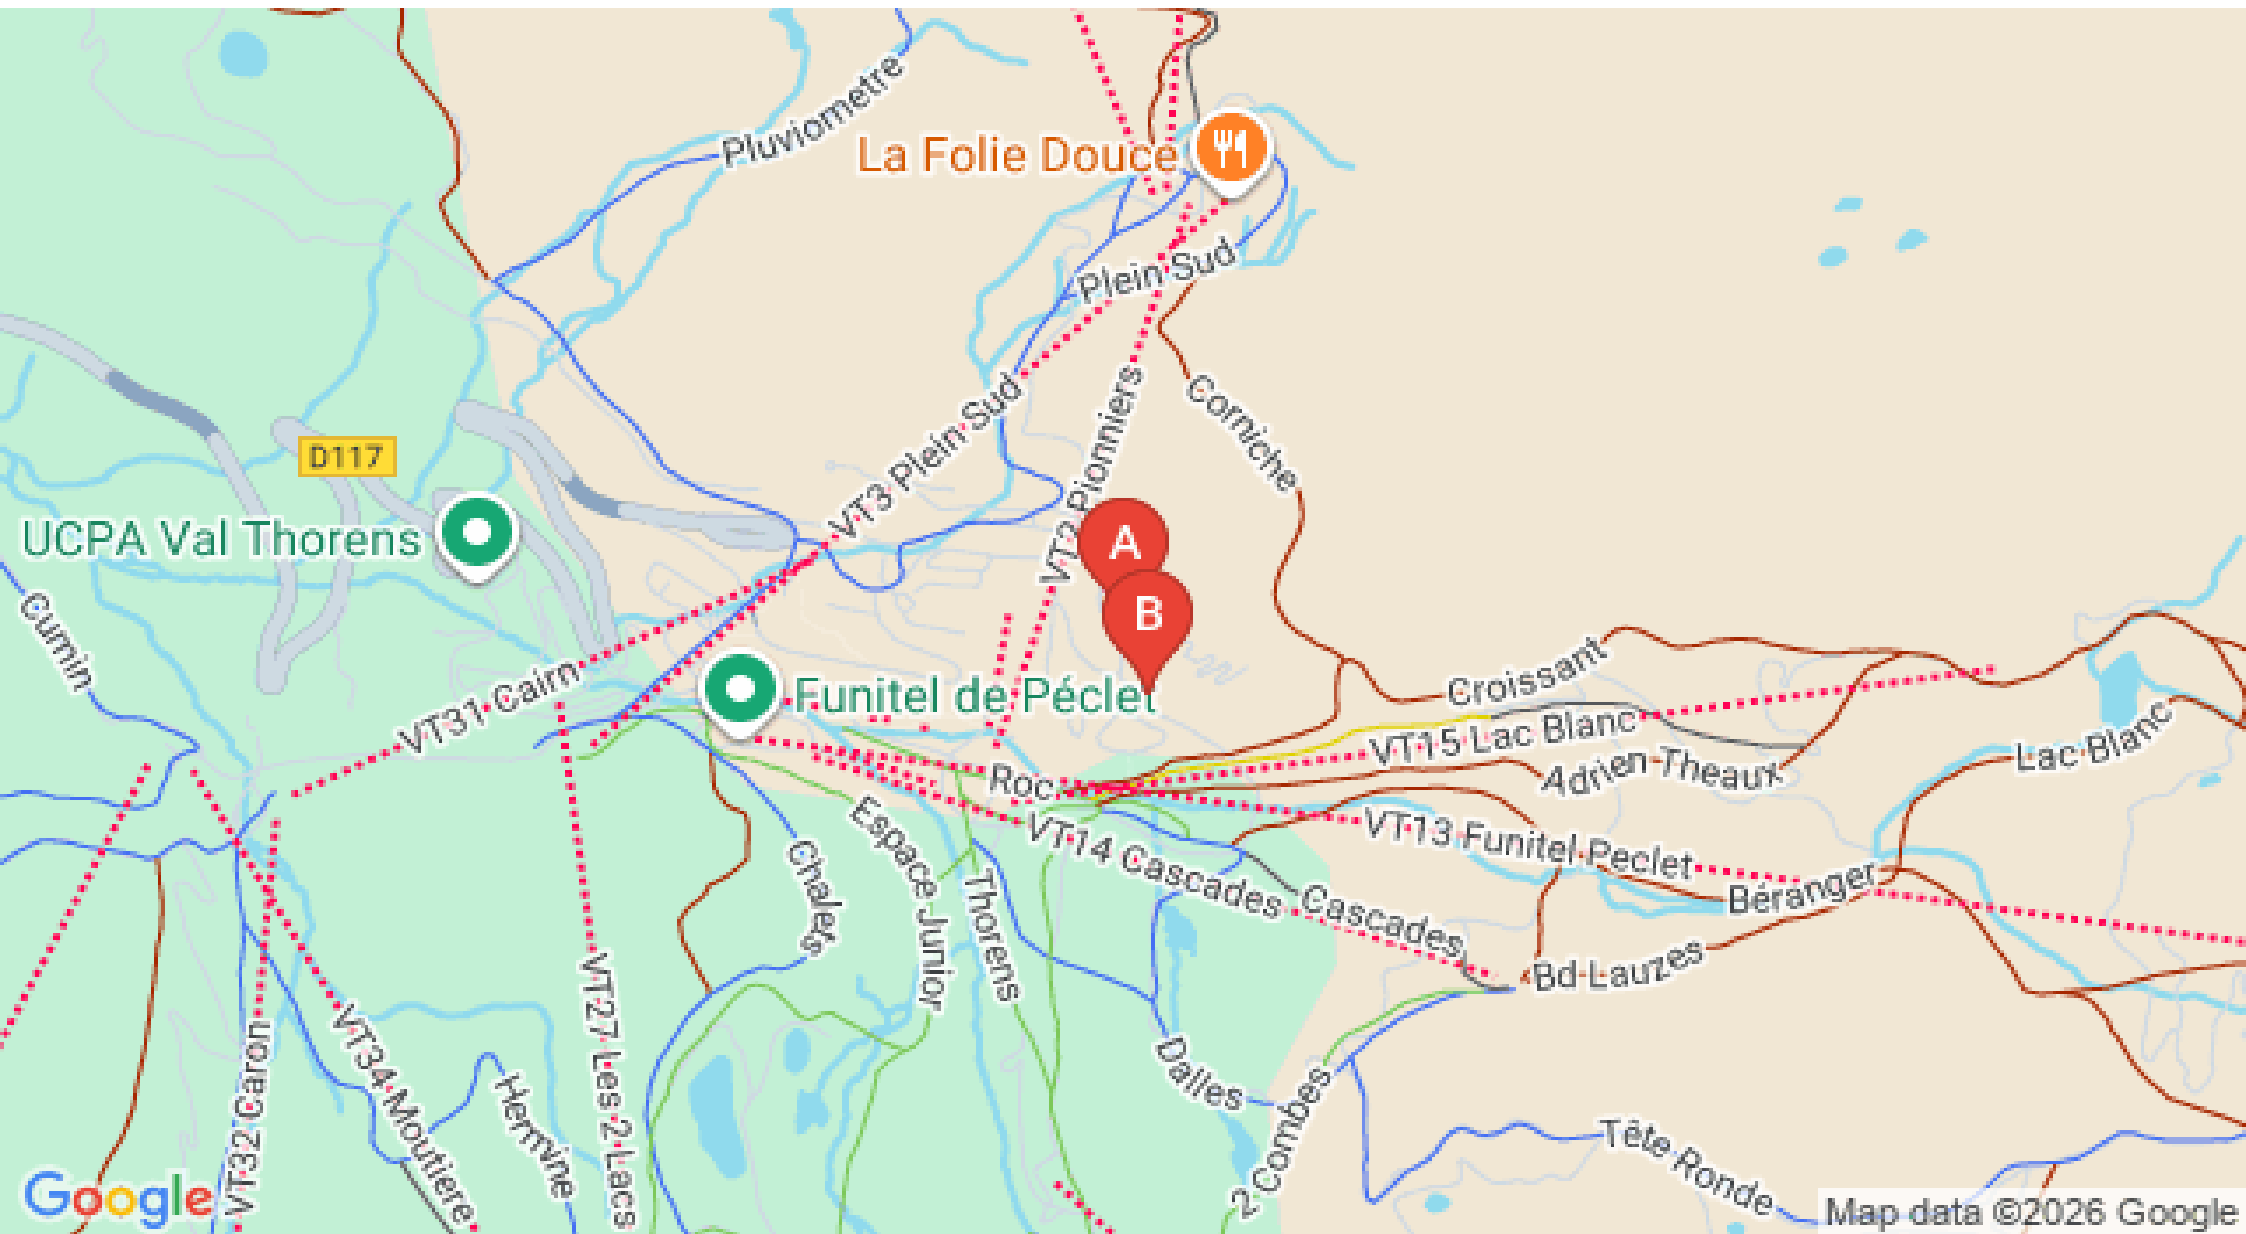 Pluviometre
La Folie Douce
Plein Sud
Corniche
VT3 Plein Sud
VT2 Pionniers
D117
UCPA Val Thorens
A
B
Cumin
VT31 Cairn
Funitel de Péclet
Croissant
VT15 Lac Blanc
Adrien Theaux
Lac Blanc
Roc
VT13 Funitel Peclet
VT14 Cascades
Cascades
Béranger
Bd Lauzes
Chalets
Espace Junior
Thorens
Dalles
2 Combes
Tête Ronde
VT27 Les 2 Lacs
Hermine
VT34 Moutiere
VT32 Caron
Google
Map data ©2026 Google